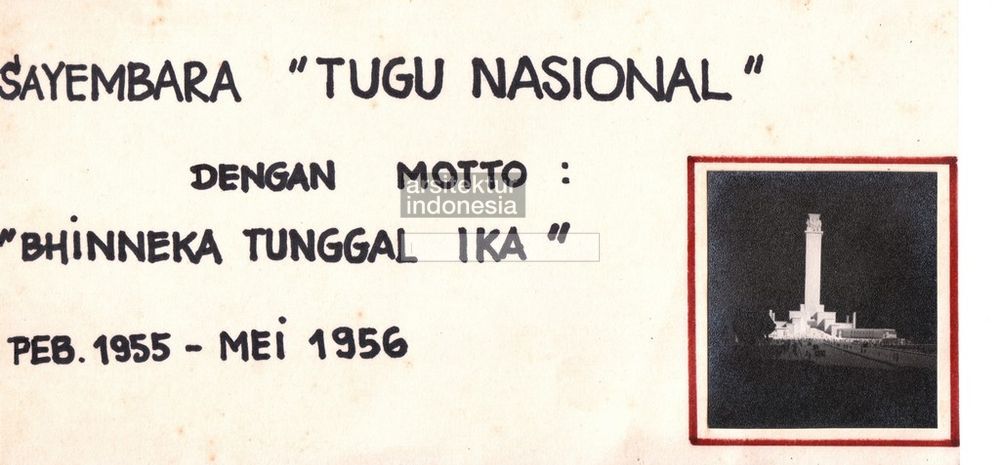 SAYEMBARA "TUGU NASIONAL"
DENGAN MOTTO :
arsitektur
indonesia
"BHiNNEKA TUNGGAL IKA"
PEB. 1955 - MEi 1956